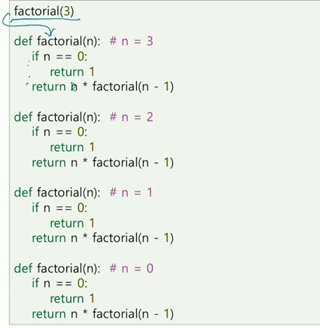 factorial(3)
def factorial(n): # n = 3
if n == 0:
return 1
return n * factorial(n - 1)
def factorial(n): # n = 2
if n == 0:
return 1
return n * factorial(n - 1)
def factorial(n): # n = 1
if n == 0:
return 1
return n * factorial(n - 1)
def factorial(n): # n = 0
if n == 0:
return 1
return n * factorial(n - 1)